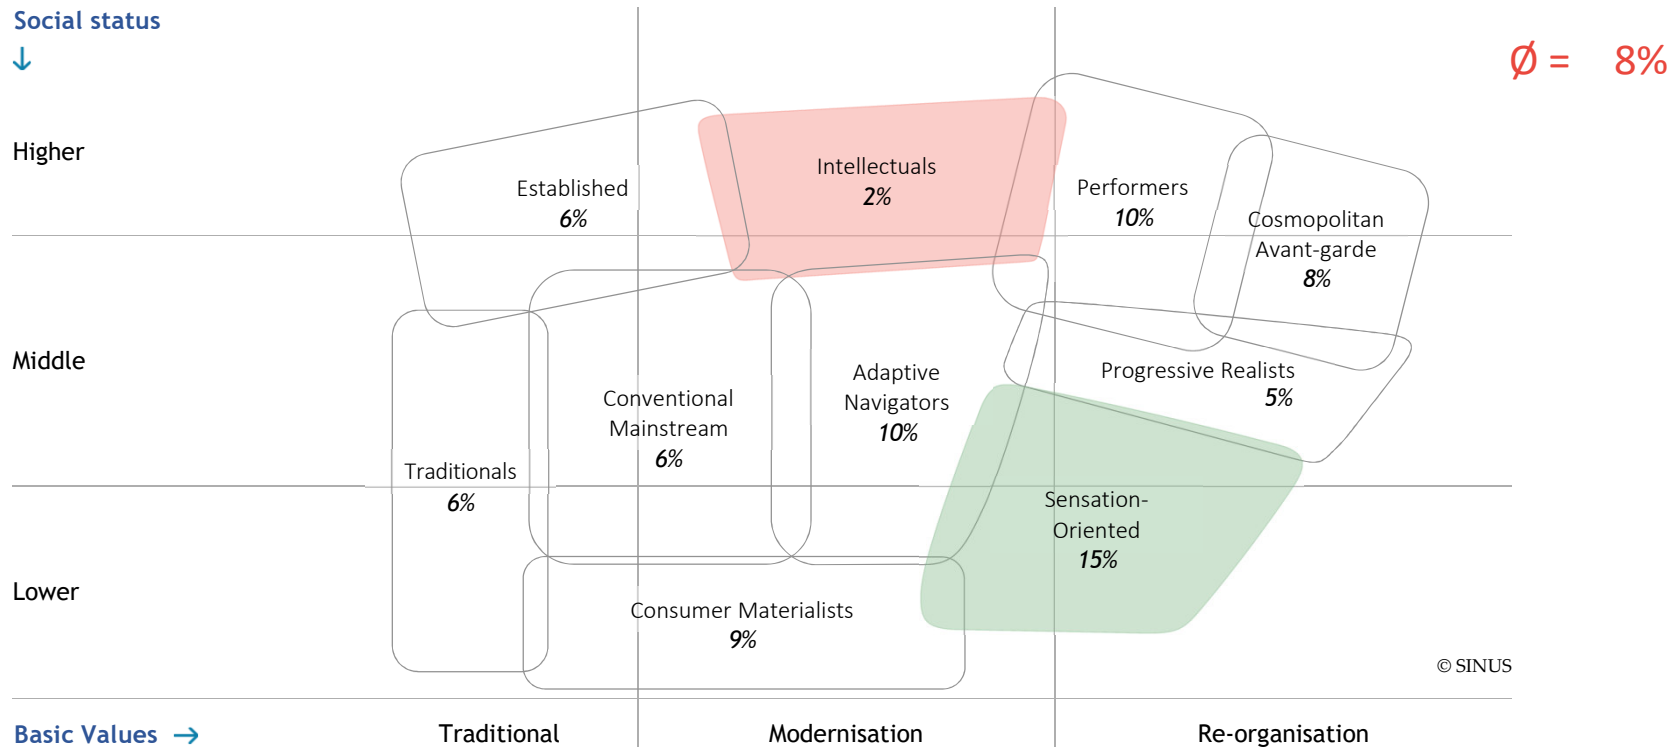 Social status
↓
Ø = 8%
Higher
Established
6%
Intellectuals
2%
Performers
10%
Cosmopolitan
Avant-garde
8%
Middle
Traditionals
6%
Conventional
Mainstream
6%
Adaptive
Navigators
10%
Progressive Realists
5%
Sensation-
Oriented
15%
Lower
Consumer Materialists
9%
© SINUS
Basic Values →
Traditional
Modernisation
Re-organisation